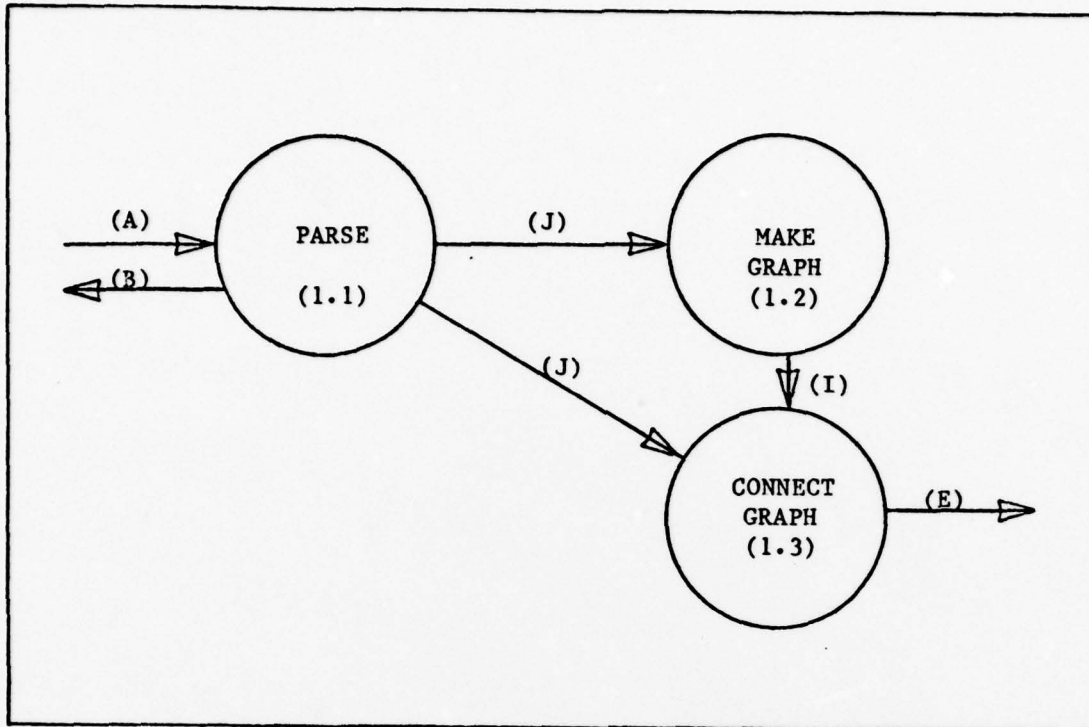 (A)
(B)
PARSE
(1.1)
(J)
(J)
MAKE
GRAPH
(1.2)
(I)
CONNECT
GRAPH
(1.3)
(E)